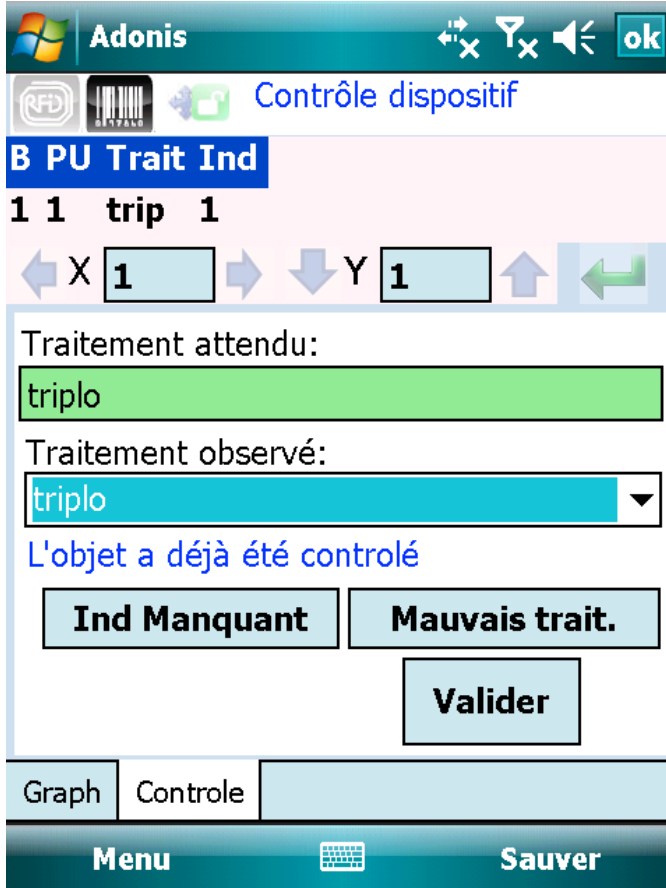 Adonis ok
RFiD Contrôle dispositif
B PU Trait Ind
1 1 trip 1
X 1 Y 1
Traitement attendu:
triplo
Traitement observé:
triplo
L'objet a déjà été controlé
Ind Manquant Mauvais trait.
Valider
Graph Controle
Menu Sauver